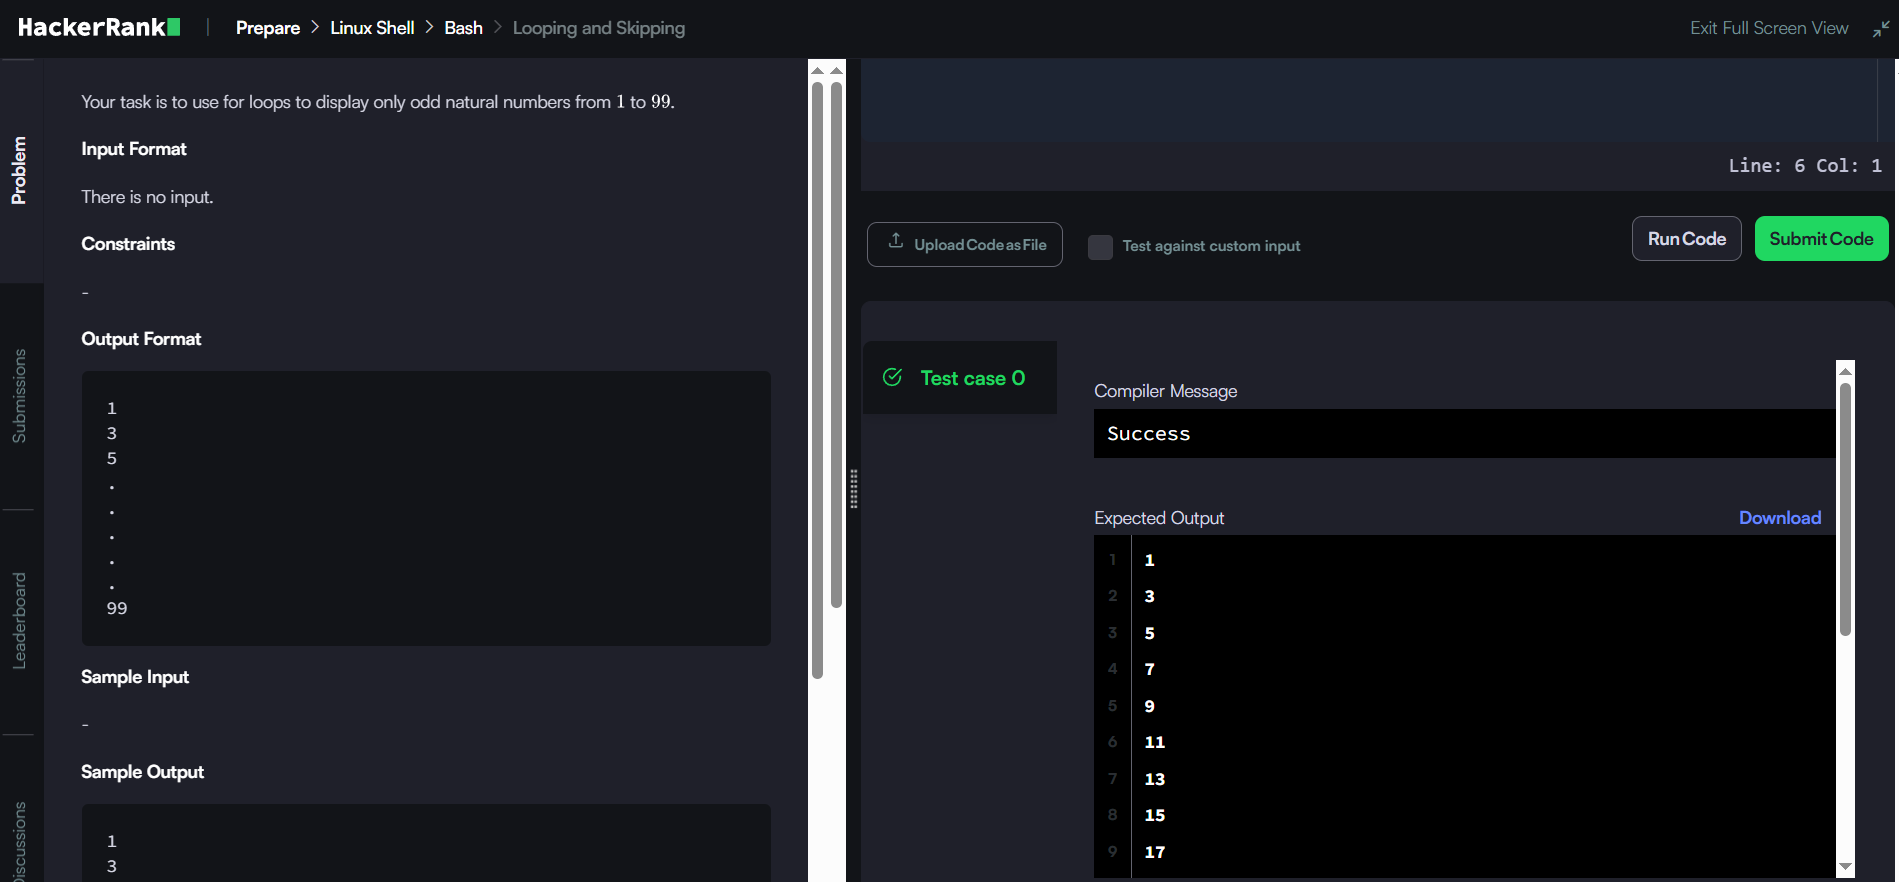 HackerRank
Prepare > Linux Shell > Bash > Looping and Skipping
Exit Full Screen View
Problem
Submissions
Leaderboard
Discussions
Your task is to use for loops to display only odd natural numbers from 1 to 99.
Input Format
There is no input.
Constraints
-
Output Format
1
3
5
.
.
.
.
.
99
Sample Input
-
Sample Output
1
3
Line: 6 Col: 1
Upload Code as File
Test against custom input
Run Code
Submit Code
Test case 0
Compiler Message
Success
Expected Output
Download
1 1
2 3
3 5
4 7
5 9
6 11
7 13
8 15
9 17